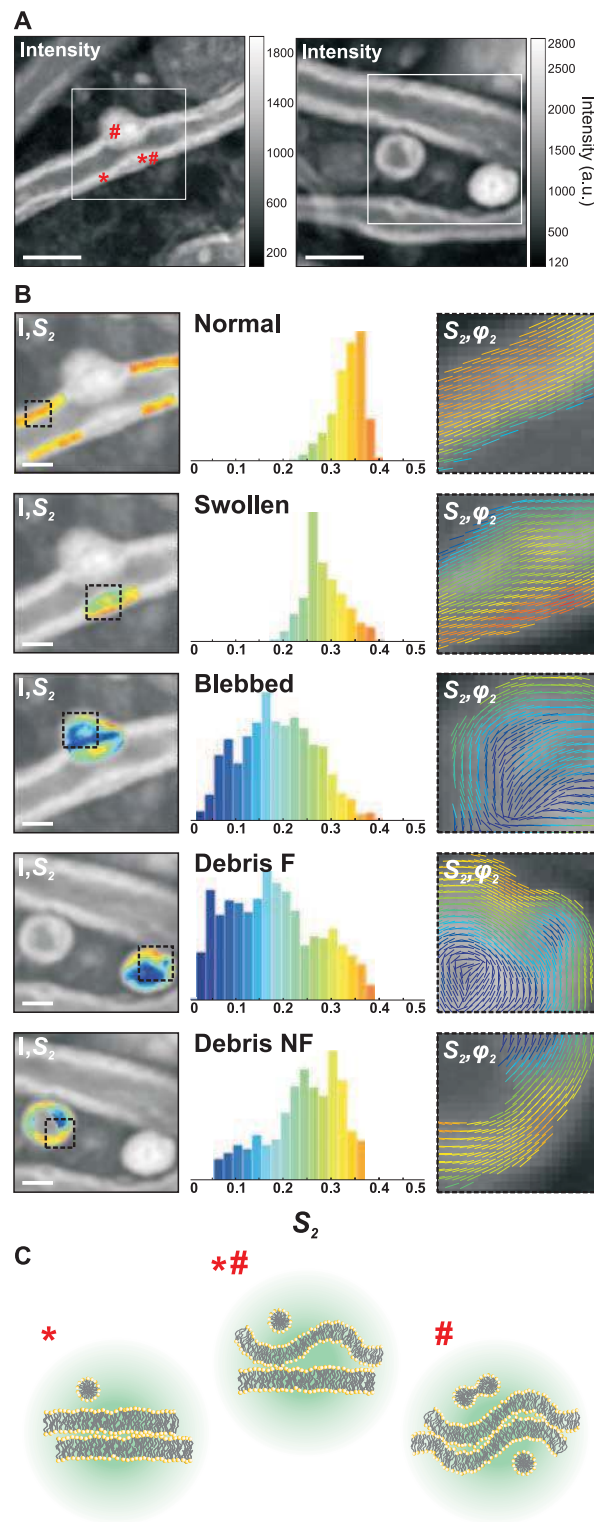 A
Intensity
#
*#
*
1800
1400
1000
600
200
Intensity
2800
2500
2000
1500
1000
500
120
Intensity (a.u.)
B
I,S₂
Normal
0 0.1 0.2 0.3 0.4 0.5
S₂,φ₂
I,S₂
Swollen
0 0.1 0.2 0.3 0.4 0.5
S₂,φ₂
I,S₂
Blebbed
0 0.1 0.2 0.3 0.4 0.5
S₂,φ₂
I,S₂
Debris F
0 0.1 0.2 0.3 0.4 0.5
S₂,φ₂
I,S₂
Debris NF
0 0.1 0.2 0.3 0.4 0.5
S₂,φ₂
S₂
C
*
*#
#